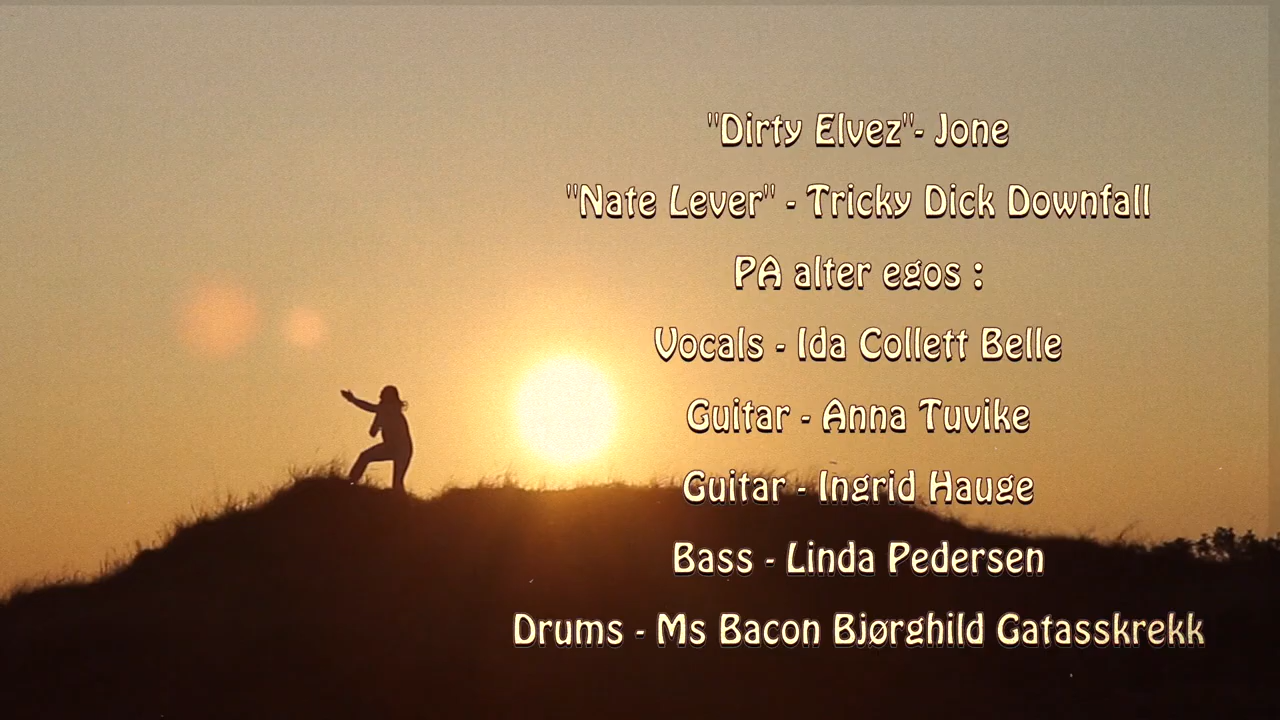 "Dirty Elvez"- Jone
"Nate Lever" - Tricky Dick Downfall
PA alter egos :
Vocals - Ida Collett Belle
Guitar - Anna Tuvike
Guitar - Ingrid Hauge
Bass - Linda Pedersen
Drums - Ms Bacon Bjørghild Gatasskrekk